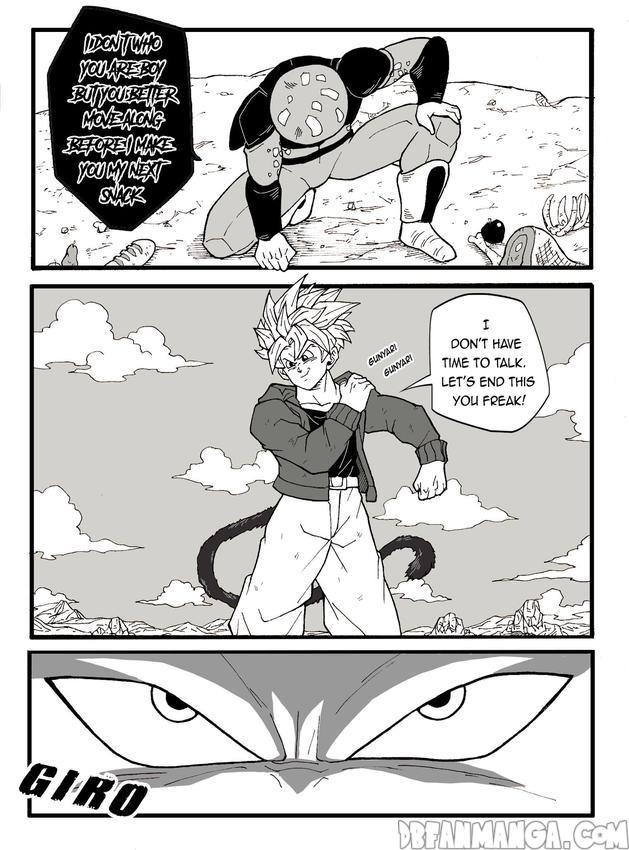 I DON'T WHO
YOU ARE BOY
BUT YOU BETTER
MOVE ALONG
BEFORE I MAKE
YOU MY NEXT
SNACK
GUNYARI
GUNYARI
I
DON'T HAVE
TIME TO TALK.
LET'S END THIS
YOU FREAK!
GIRO
DBFANMANGA.COM